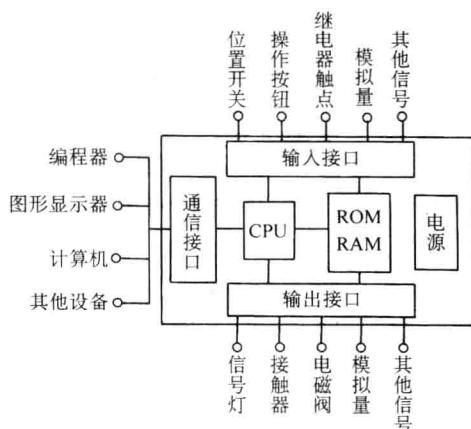 位置开关
操作按钮
继电器触点
模拟量
其他信号
编程器
图形显示器
计算机
其他设备
输入接口
通信接口
CPU
ROM
RAM
电源
输出接口
信号灯
接触器
电磁阀
模拟量
其他信号